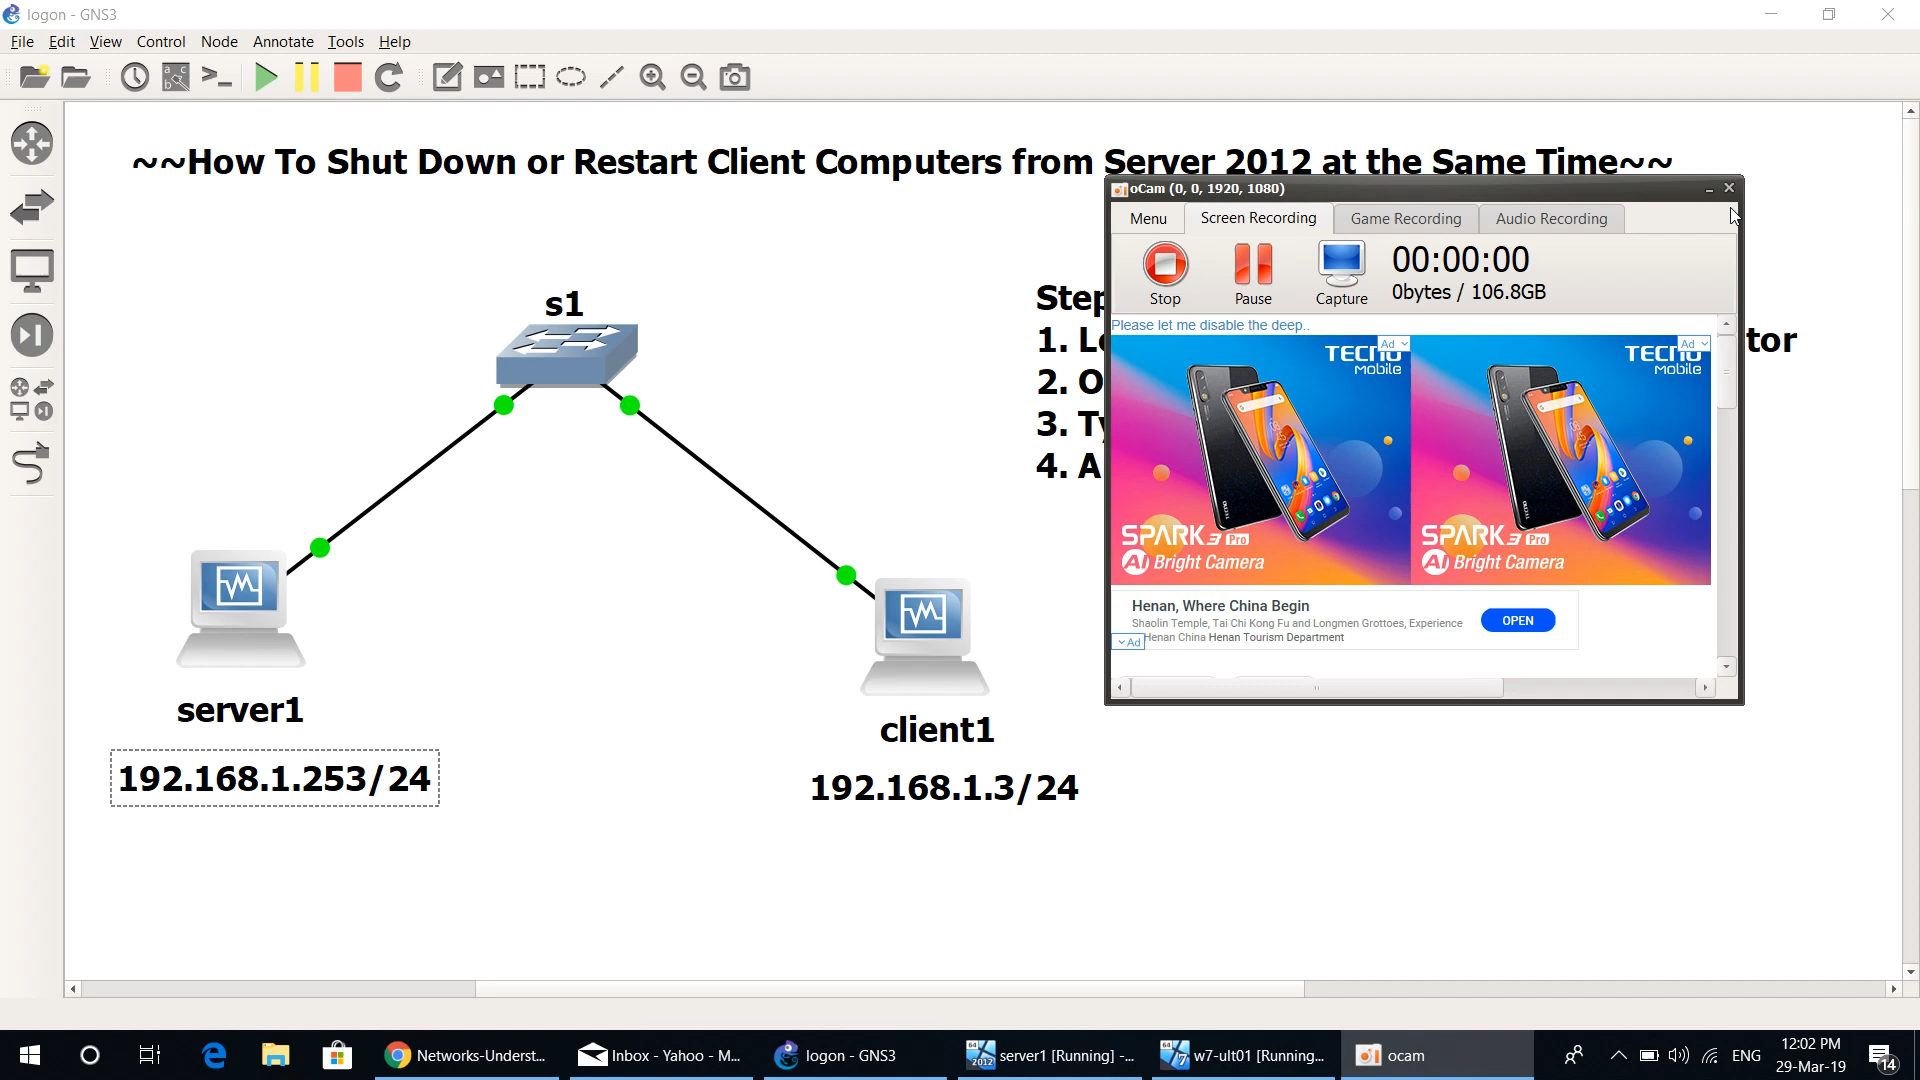 logon - GNS3
File Edit View Control Node Annotate Tools Help
~~How To Shut Down or Restart Client Computers from Server 2012 at the Same Time~~
oCam (0, 0, 1920, 1080)
Menu Screen Recording Game Recording Audio Recording
Stop Pause Capture
00:00:00
0bytes / 106.8GB
Please let me disable the deep..
Ad Ad
TECNO TECNO
mobile mobile
SPARK 3 Pro SPARK 3 Pro
AI Bright Camera AI Bright Camera
Henan, Where China Begin
Shaolin Temple, Tai Chi Kong Fu and Longmen Grottoes, Experience
Henan China Henan Tourism Department
Ad
OPEN
Step
1. L
tor
2. O
3. Ty
4. A
s1
server1
192.168.1.253/24
client1
192.168.1.3/24
Networks-Underst...
Inbox - Yahoo - M...
logon - GNS3
64
2012
server1 [Running] -...
64
7
w7-ult01 [Running...
ocam
ENG
12:02 PM
29-Mar-19
14